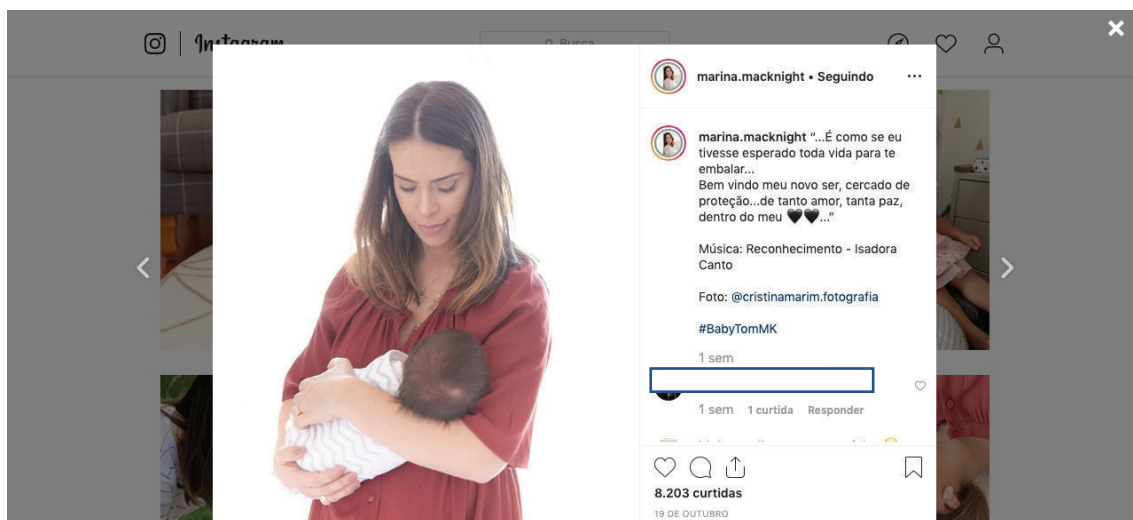 Instagram
Busca
marina.macknight • Seguindo
marina.macknight “...É como se eu
tivesse esperado toda vida para te
embalar...
Bem vindo meu novo ser, cercado de
proteção...de tanto amor, tanta paz,
dentro do meu 🖤🖤...”
Música: Reconhecimento - Isadora
Canto
Foto: @cristinamarim.fotografia
#BabyTomMK
1 sem
1 sem 1 curtida Responder
8.203 curtidas
19 DE OUTUBRO